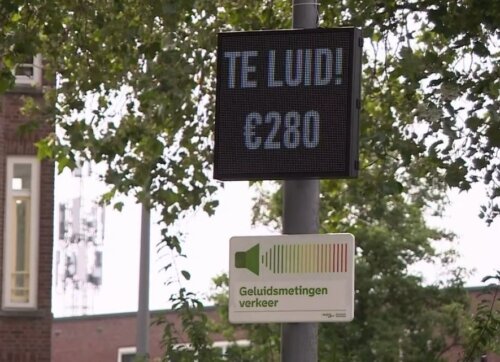 TE LUID!
€280
Geluidsmetingen
verkeer